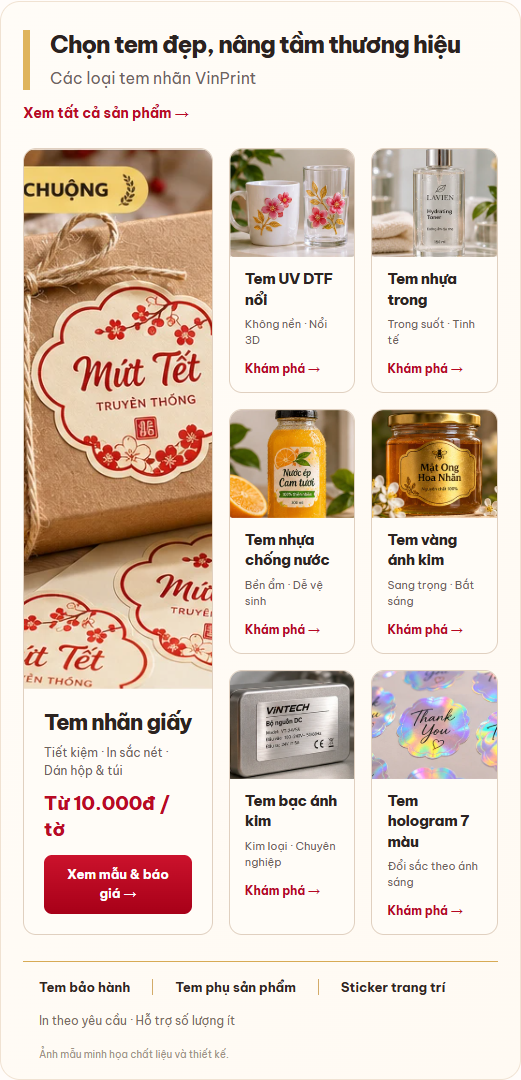 Chọn tem đẹp, nâng tầm thương hiệu
Các loại tem nhãn VinPrint
Xem tất cả sản phẩm →
CHUỘNG
Mứt Tết
TRUYỀN THỐNG
Mứt
TRUYỀ
ứt Tết
YỀN THỐNG
Tem nhãn giấy
Tiết kiệm · In sắc nét ·
Dán hộp & túi
Từ 10.000đ /
tờ
Xem mẫu & báo
giá →
Tem UV DTF
nổi
Không nền · Nổi
3D
Khám phá →
LAVIEN
Hydrating
Toner
Tem nhựa
trong
Trong suốt · Tinh
tế
Khám phá →
Nước ép
Cam tươi
Tem nhựa
chống nước
Bền ẩm · Dễ vệ
sinh
Khám phá →
Mật Ong
Hoa Nhãn
Tem vàng
ánh kim
Sang trọng · Bắt
sáng
Khám phá →
VINTECH
Bộ nguồn DC
CE
Tem bạc ánh
kim
Kim loại · Chuyên
nghiệp
Khám phá →
Thank
You
Tem
hologram 7
màu
Đổi sắc theo ánh
sáng
Khám phá →
Tem bảo hành
Tem phụ sản phẩm
Sticker trang trí
In theo yêu cầu · Hỗ trợ số lượng ít
Ảnh mẫu minh họa chất liệu và thiết kế.